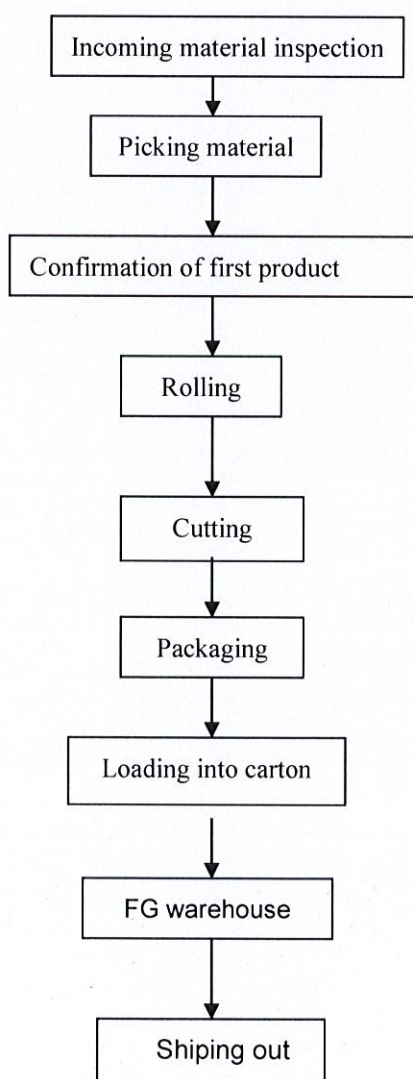 Incoming material inspection
Picking material
Confirmation of first product
Rolling
Cutting
Packaging
Loading into carton
FG warehouse
Shiping out